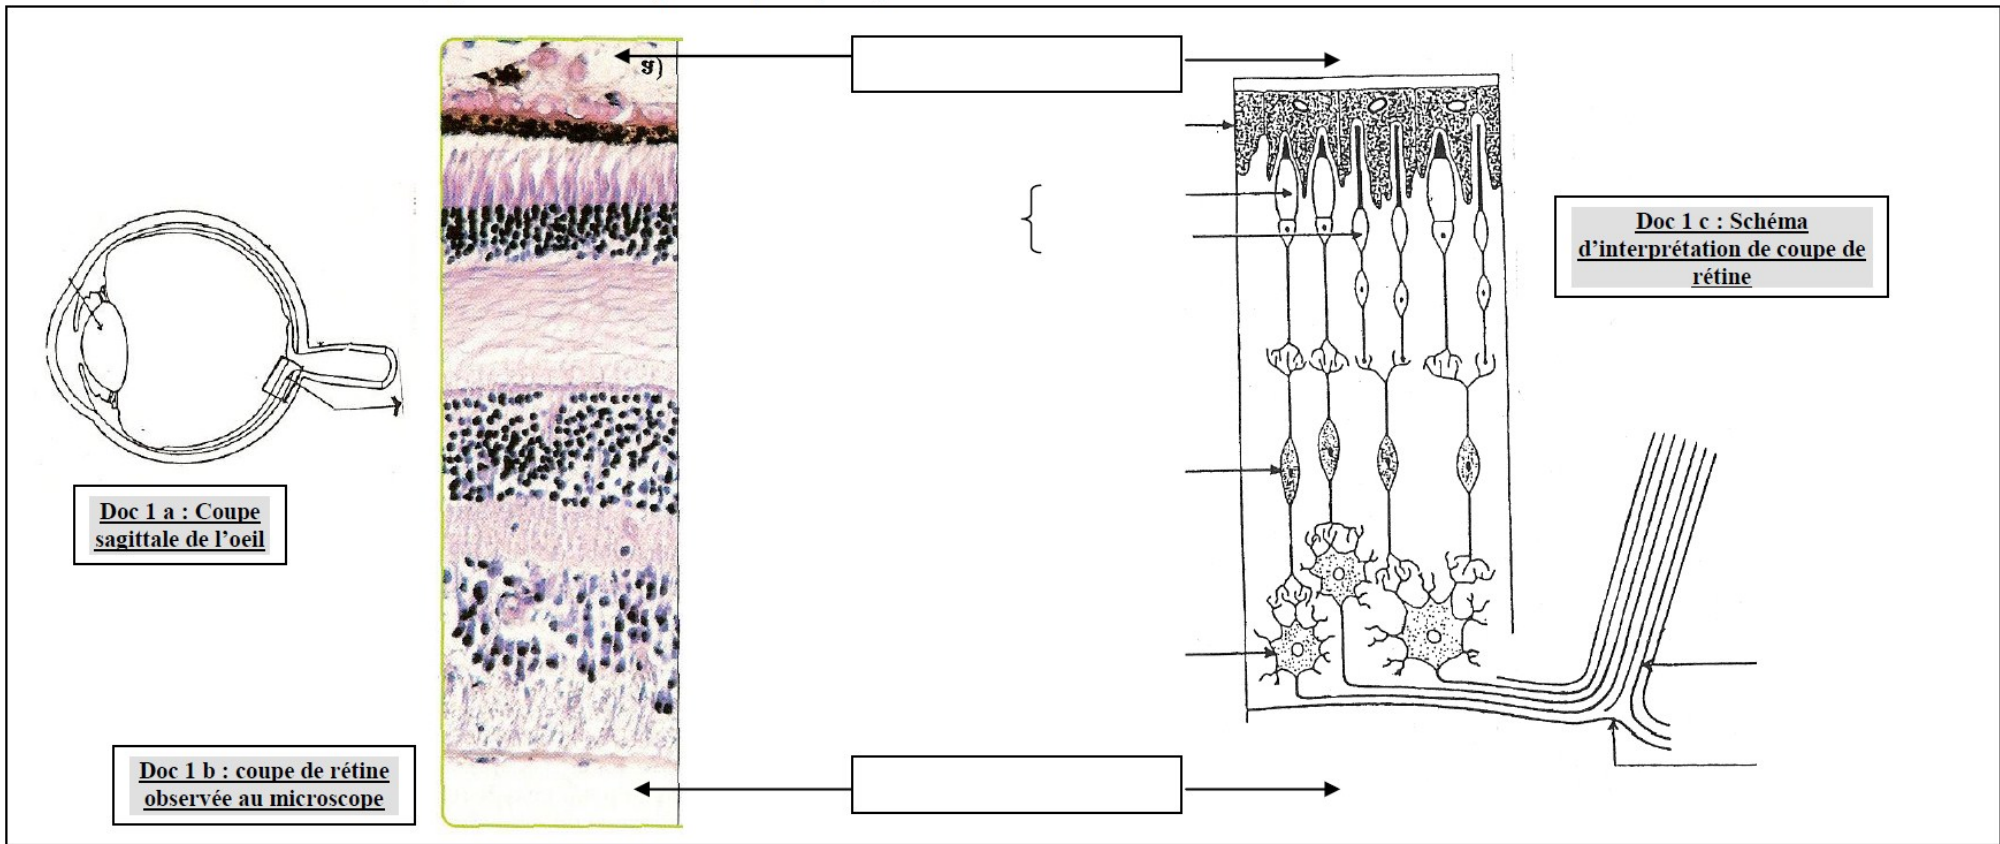 g)
Doc 1 c : Schéma
d'interprétation de coupe de
rétine
Doc 1 a : Coupe
sagittale de l'oeil
Doc 1 b : coupe de rétine
observée au microscope